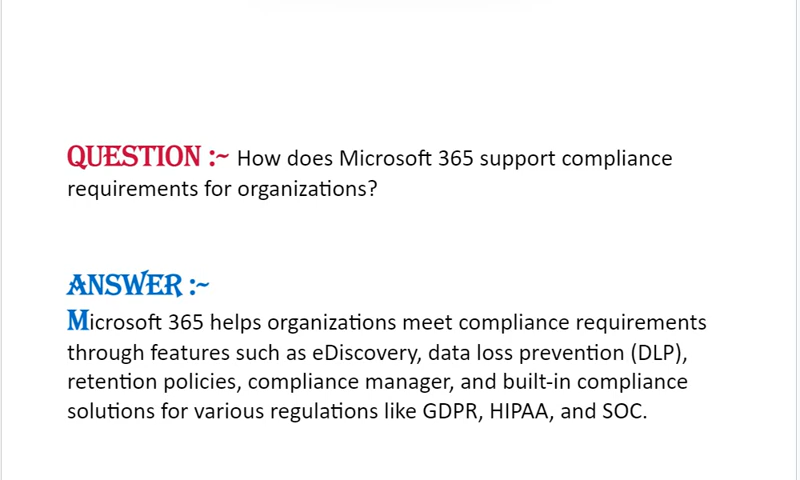 QUESTION :~ How does Microsoft 365 support compliance
requirements for organizations?
ANSWER :~
Microsoft 365 helps organizations meet compliance requirements
through features such as eDiscovery, data loss prevention (DLP),
retention policies, compliance manager, and built-in compliance
solutions for various regulations like GDPR, HIPAA, and SOC.